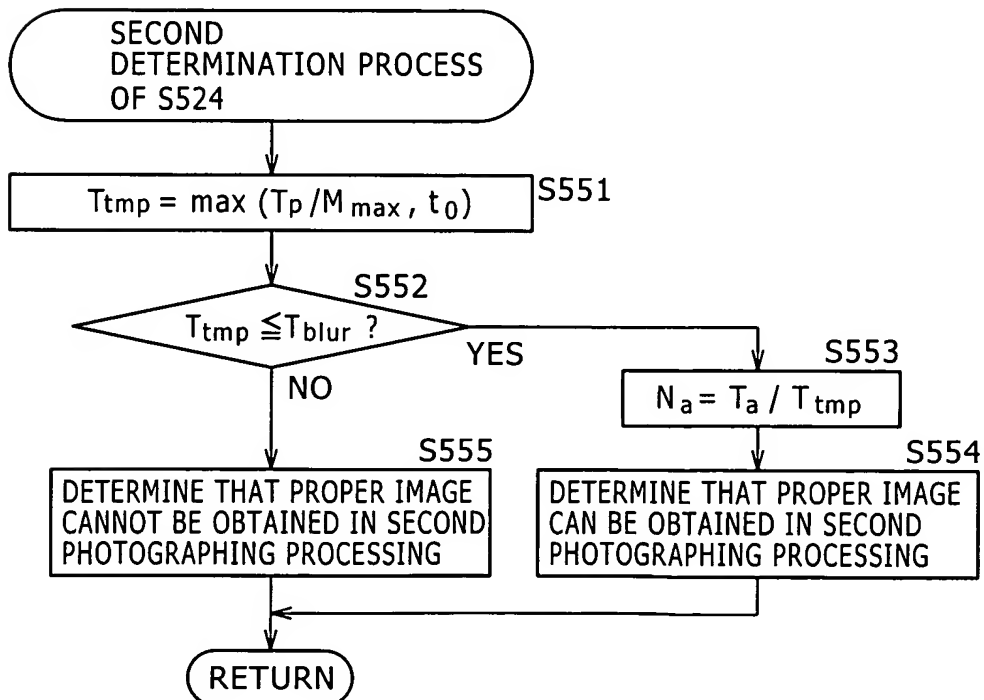 SECOND
DETERMINATION PROCESS
OF S524
Ttmp = max (Tp/Mmax, t0)
S551
S552
Ttmp ≦ Tblur ?
YES
NO
S553
Na = Ta / Ttmp
S555
DETERMINE THAT PROPER IMAGE
CANNOT BE OBTAINED IN SECOND
PHOTOGRAPHING PROCESSING
S554
DETERMINE THAT PROPER IMAGE
CAN BE OBTAINED IN SECOND
PHOTOGRAPHING PROCESSING
RETURN